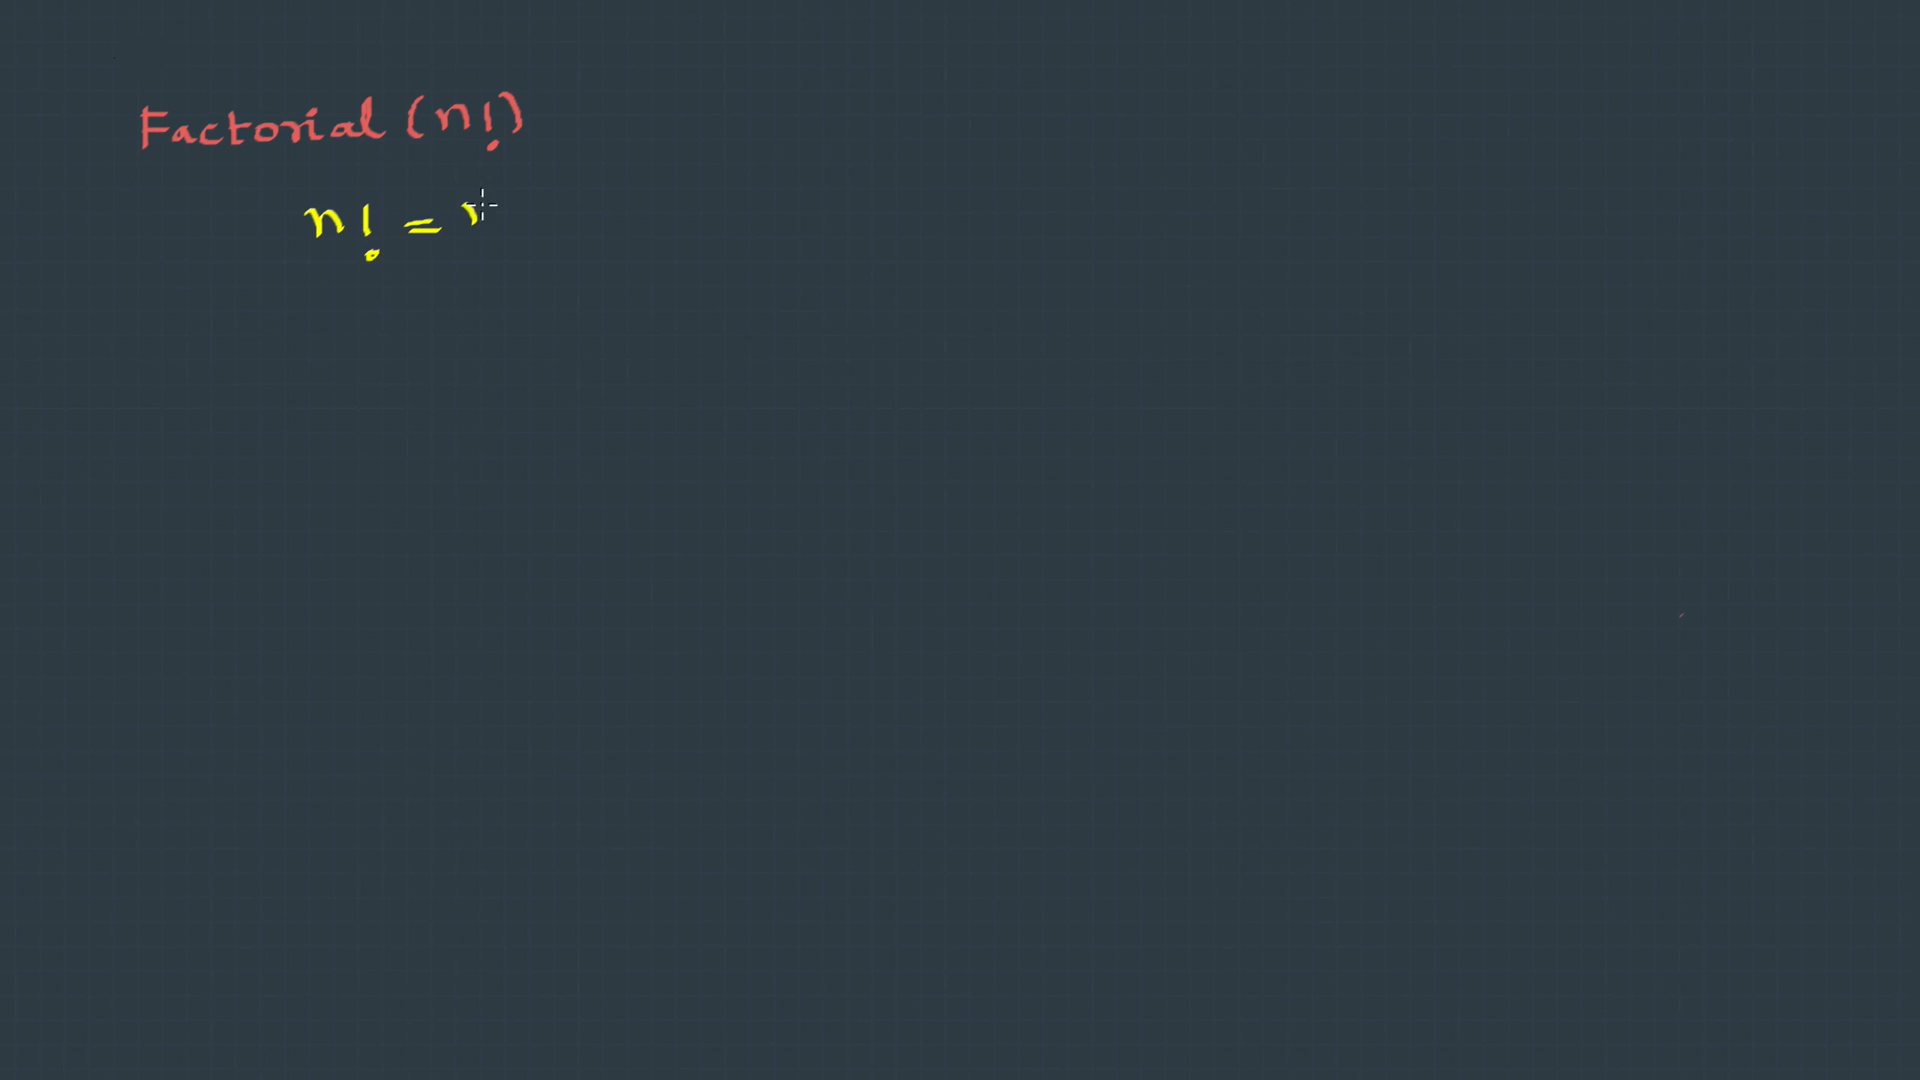 Factorial (n!)
n! =